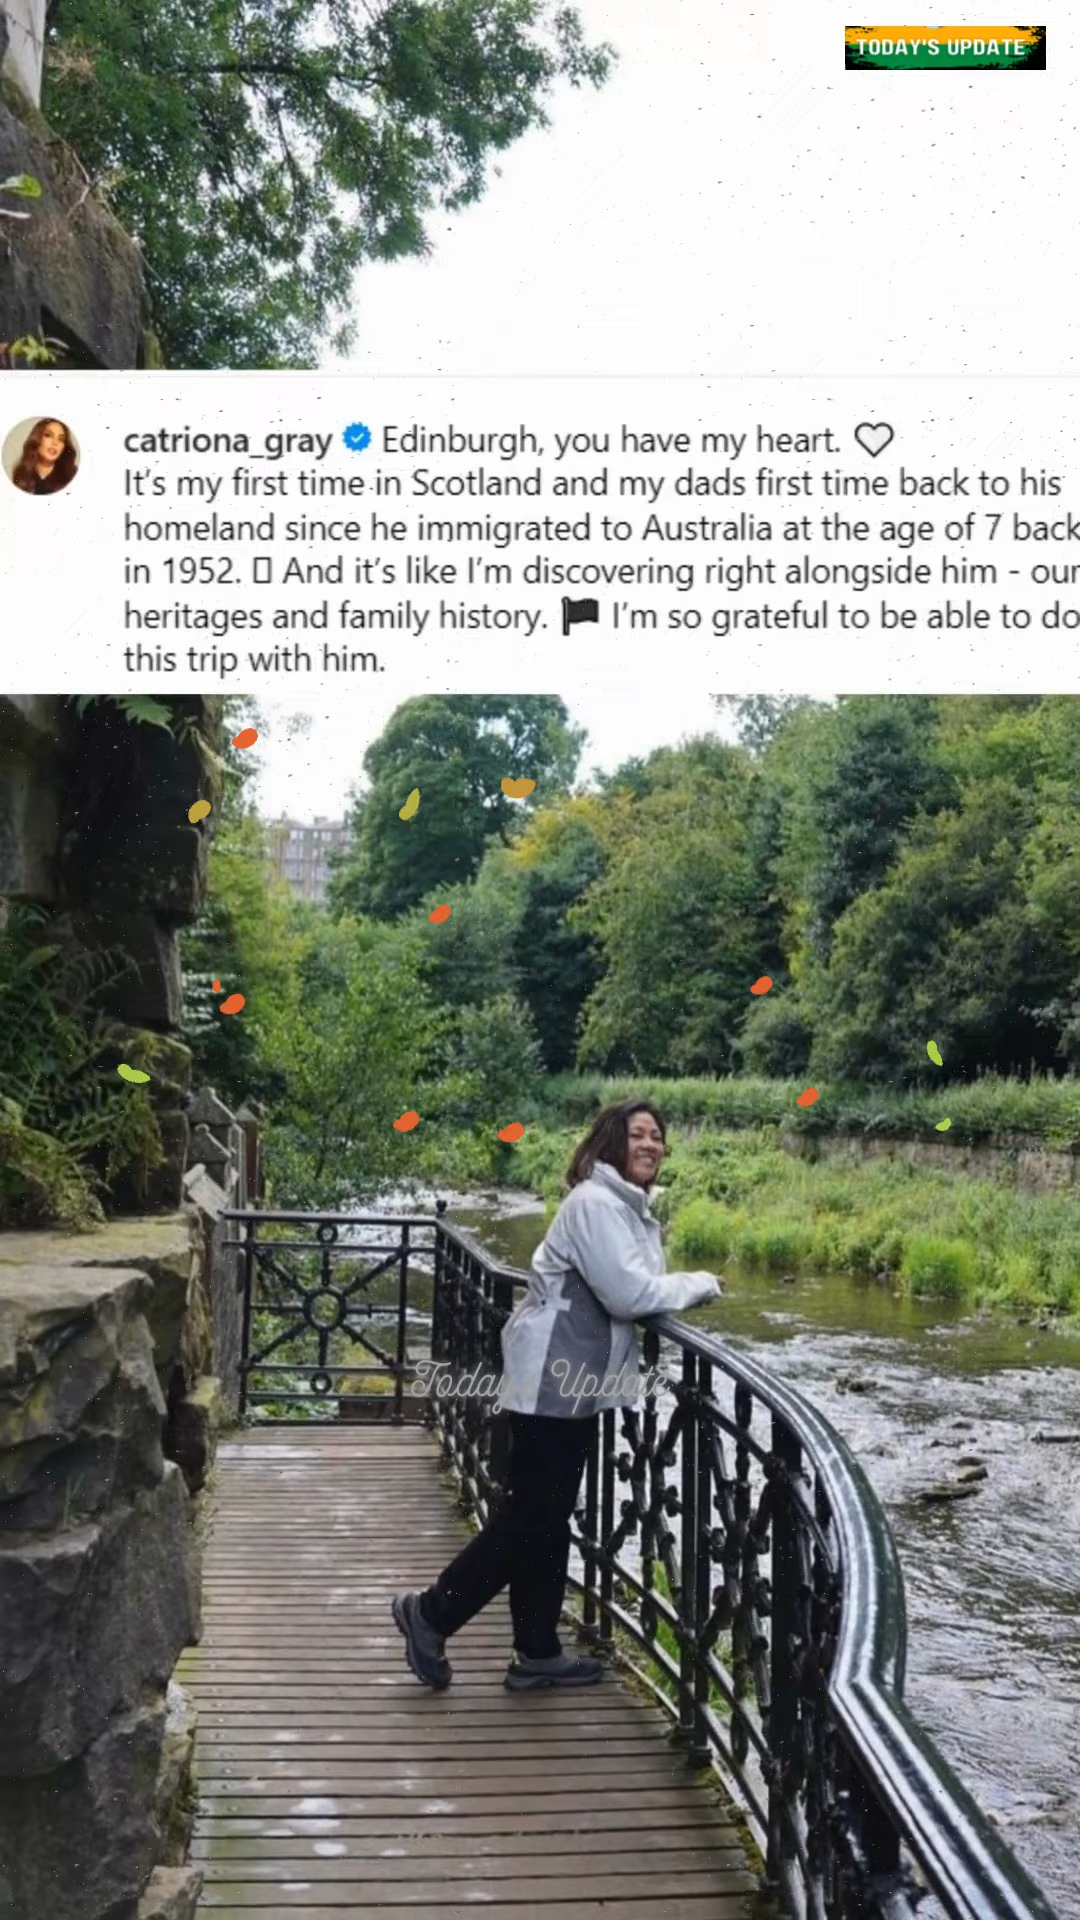 TODAY'S UPDATE
catriona_gray Edinburgh, you have my heart. 🤍
It's my first time in Scotland and my dads first time back to his
homeland since he immigrated to Australia at the age of 7 back
in 1952. And it's like I'm discovering right alongside him - our
heritages and family history. 🏴 I'm so grateful to be able to do
this trip with him.
Today's Update